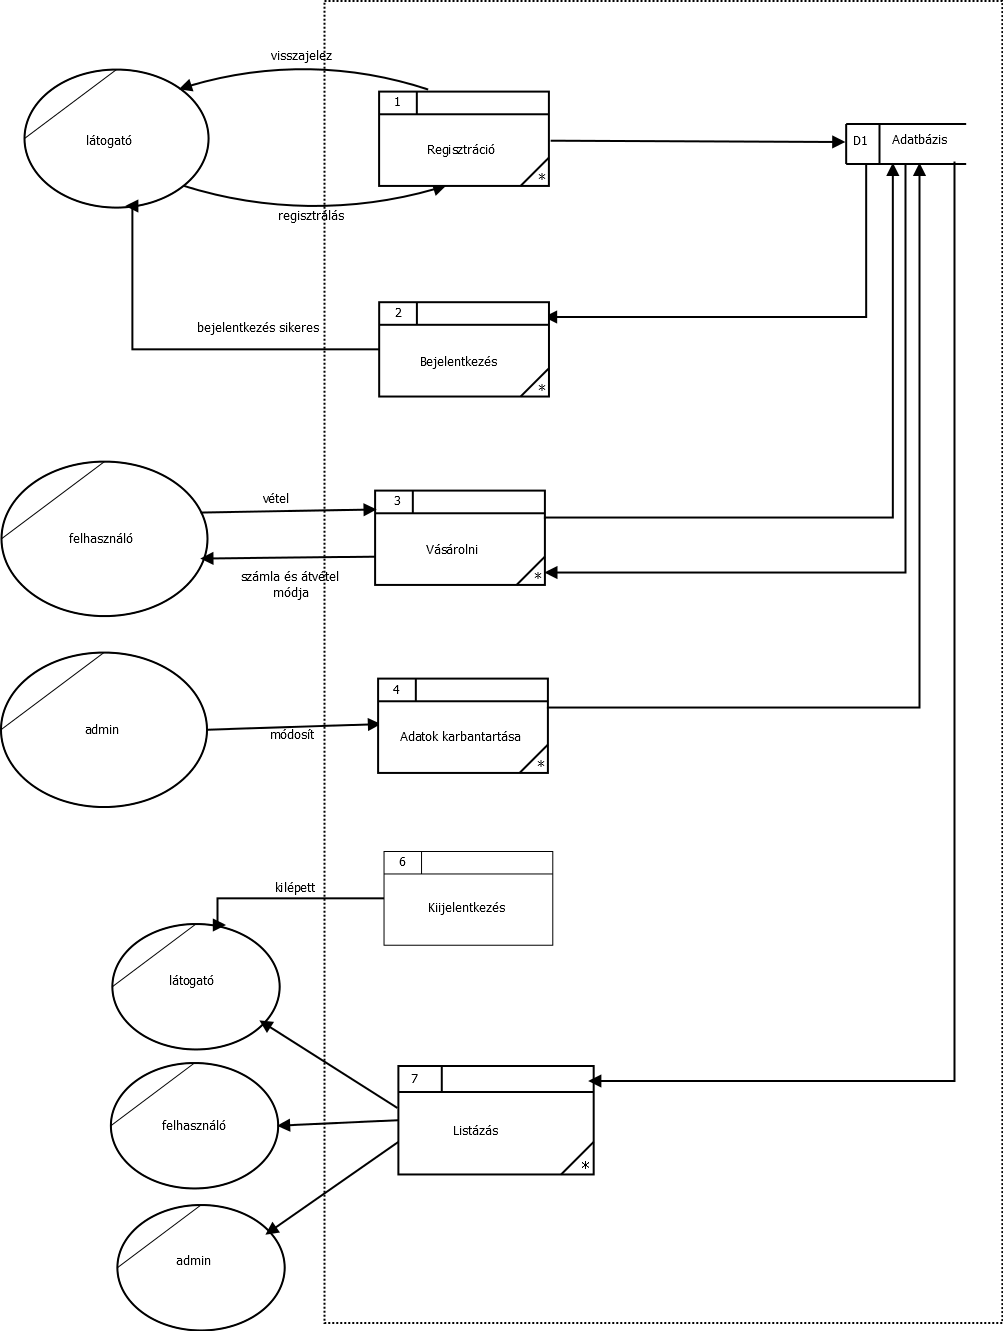 visszajelez
1
látogató
Regisztráció
*
D1
Adatbázis
regisztrálás
2
bejelentkezés sikeres
Bejelentkezés
*
3
vétel
felhasználó
Vásárolni
*
számla és átvétel
módja
4
admin
módosít
Adatok karbantartása
*
6
kilépett
Kiijelentkezés
látogató
7
felhasználó
Listázás
*
admin